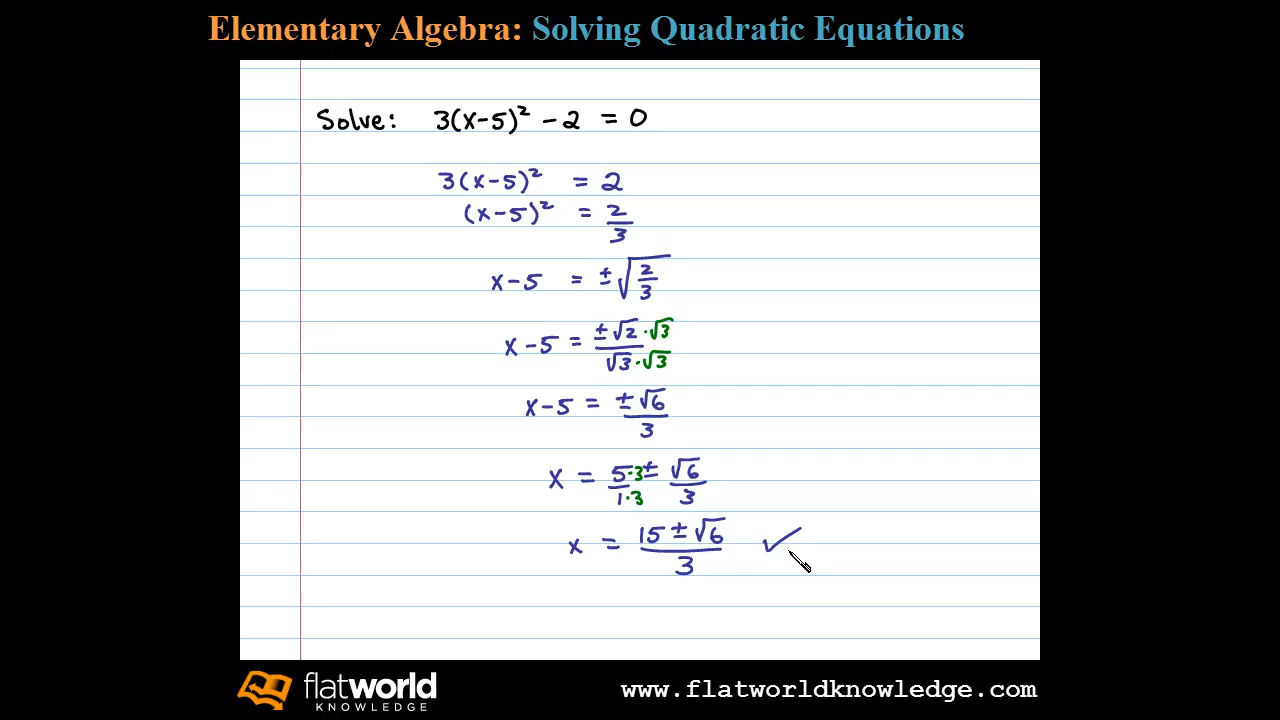 Elementary Algebra: Solving Quadratic Equations
Solve: 3(x-5)² - 2 = 0
3(x-5)² = 2
(x-5)² = 2/3
x-5 = ±√(2/3)
x-5 = ±√2·√3/√3·√3
x-5 = ±√6/3
x = 5·3/1·3 ± √6/3
x = 15±√6/3 ✓
flatworld
KNOWLEDGE
www.flatworldknowledge.com